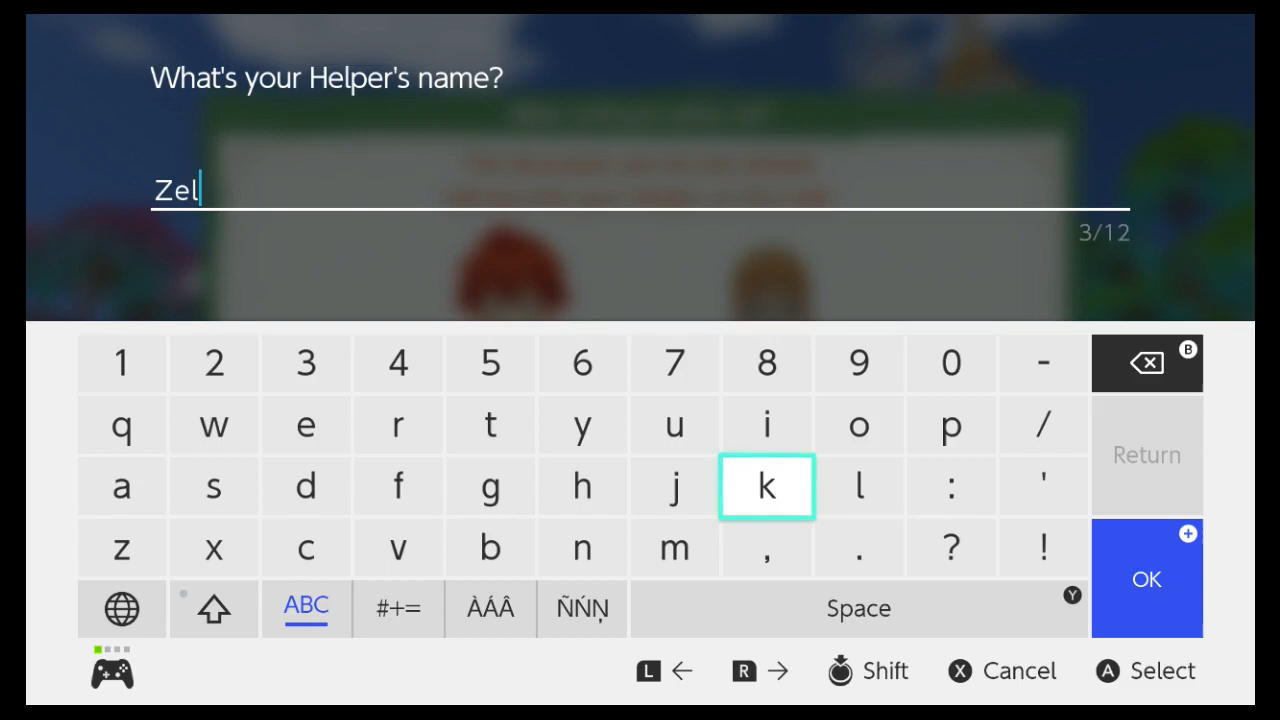 What's your Helper's name?
Zel
3/12
1 2 3 4 5 6 7 8 9 0 - B
q w e r t y u i o p /
Return
a s d f g h j k l : '
z x c v b n m , . ? ! +
OK
ABC #+= ÀÁÂ ÑŃŅ Space Y
L ← R → Shift X Cancel A Select